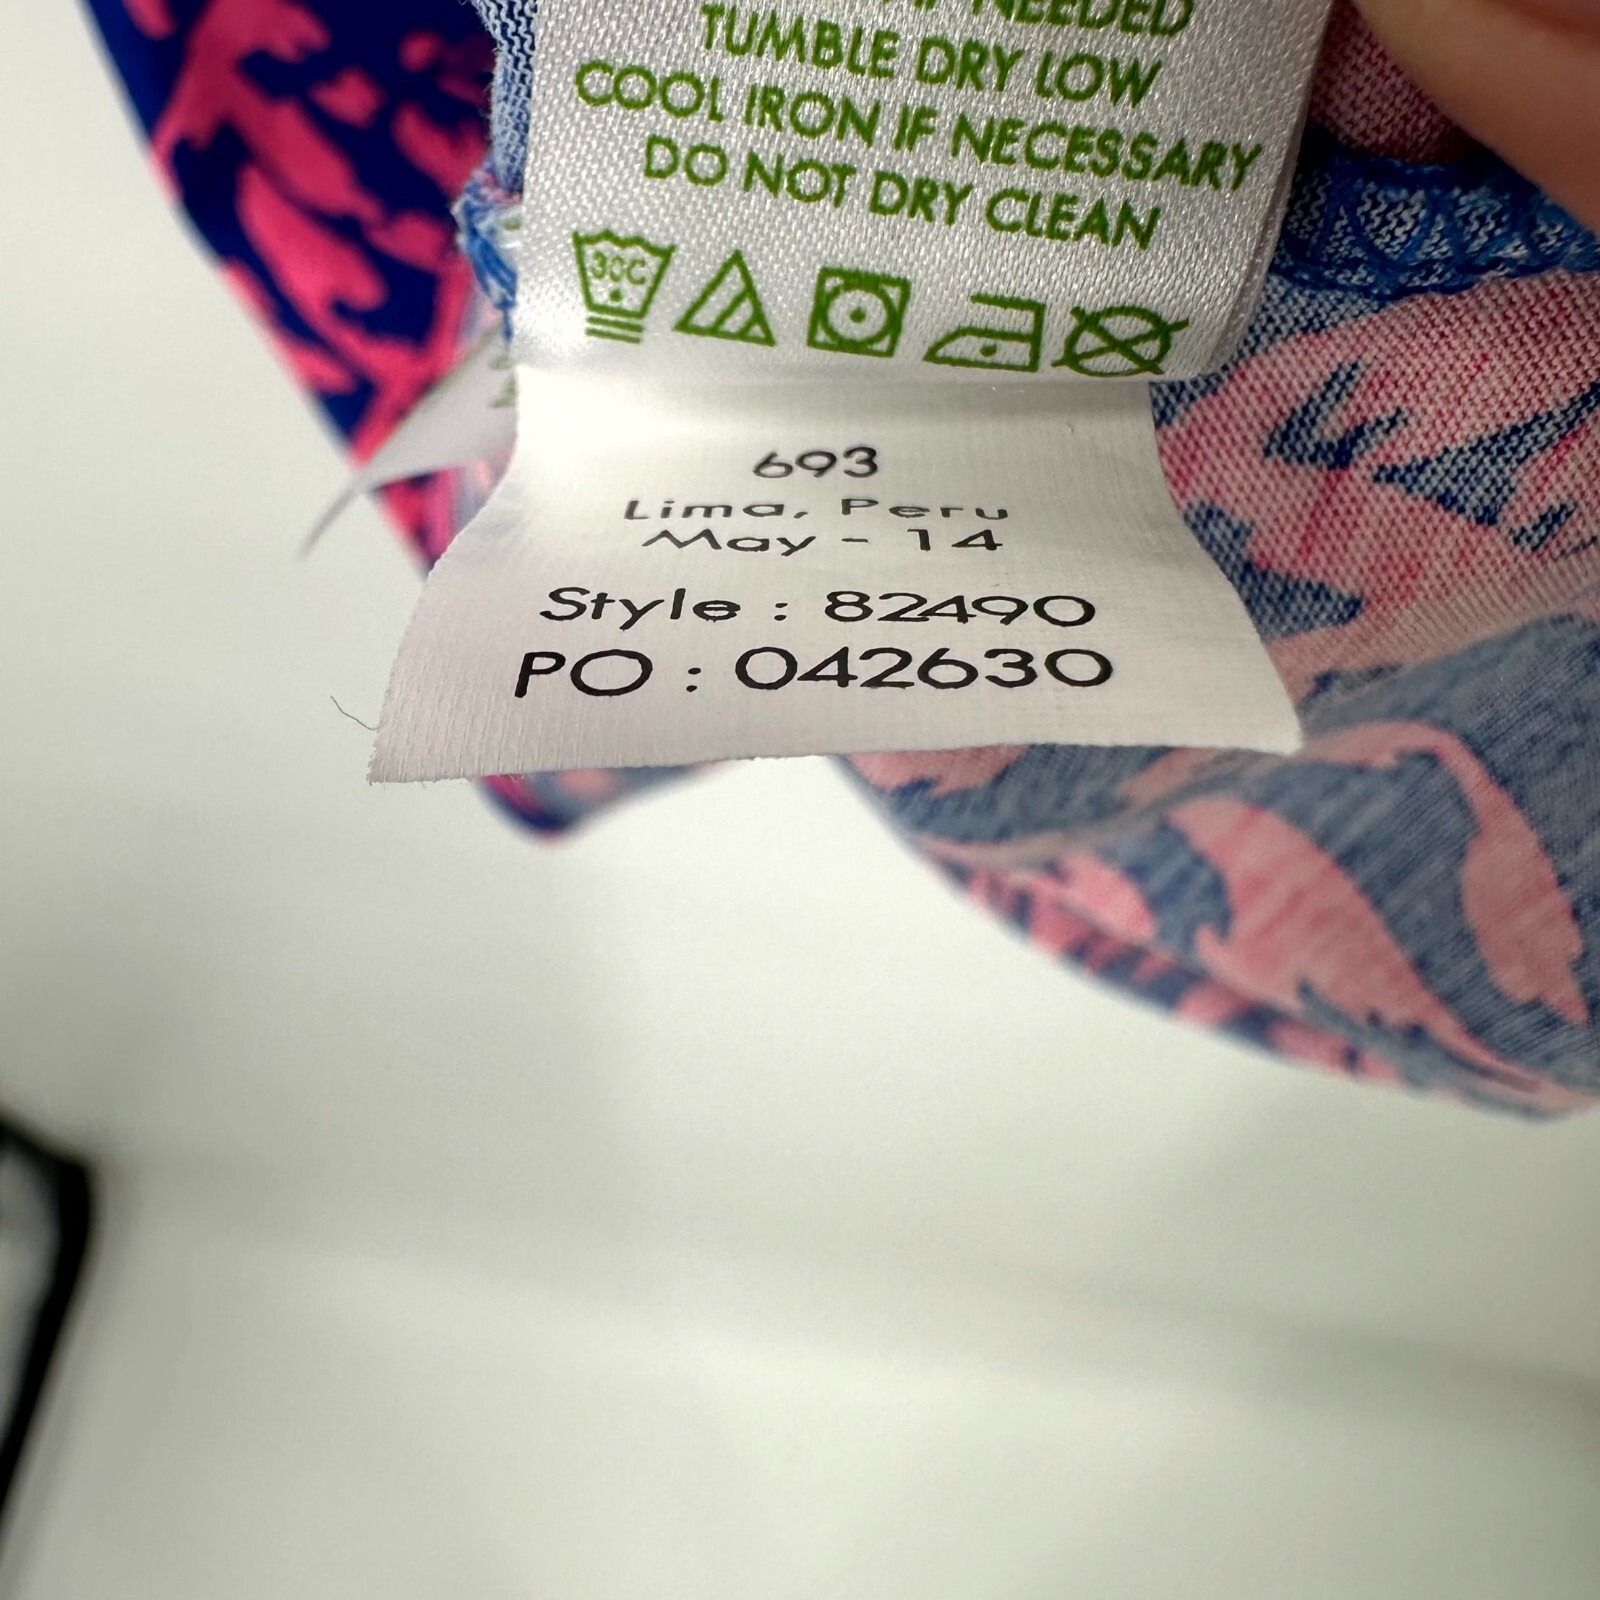 NEEDED
TUMBLE DRY LOW
COOL IRON IF NECESSARY
DO NOT DRY CLEAN
30C
693
Lima, Peru
May - 14
Style : 82490
PO : 042630